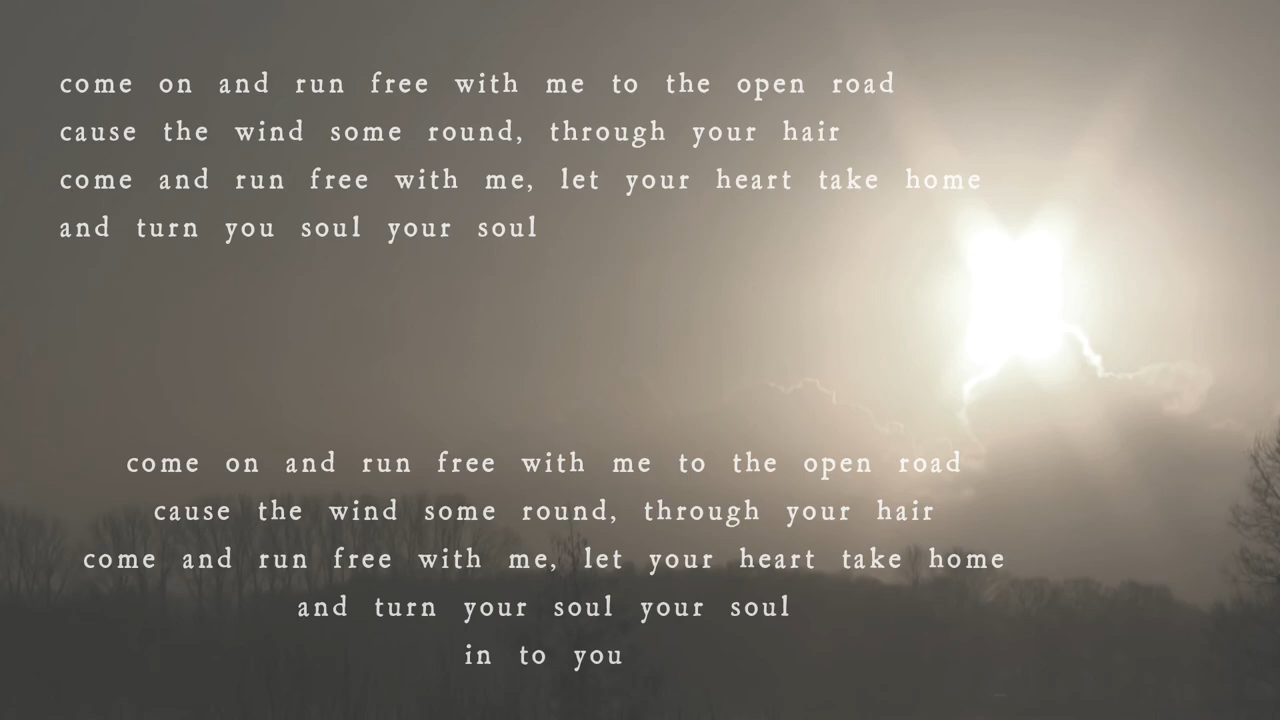 come on and run free with me to the open road
cause the wind some round, through your hair
come and run free with me, let your heart take home
and turn you soul your soul
come on and run free with me to the open road
cause the wind some round, through your hair
come and run free with me, let your heart take home
and turn your soul your soul
in to you